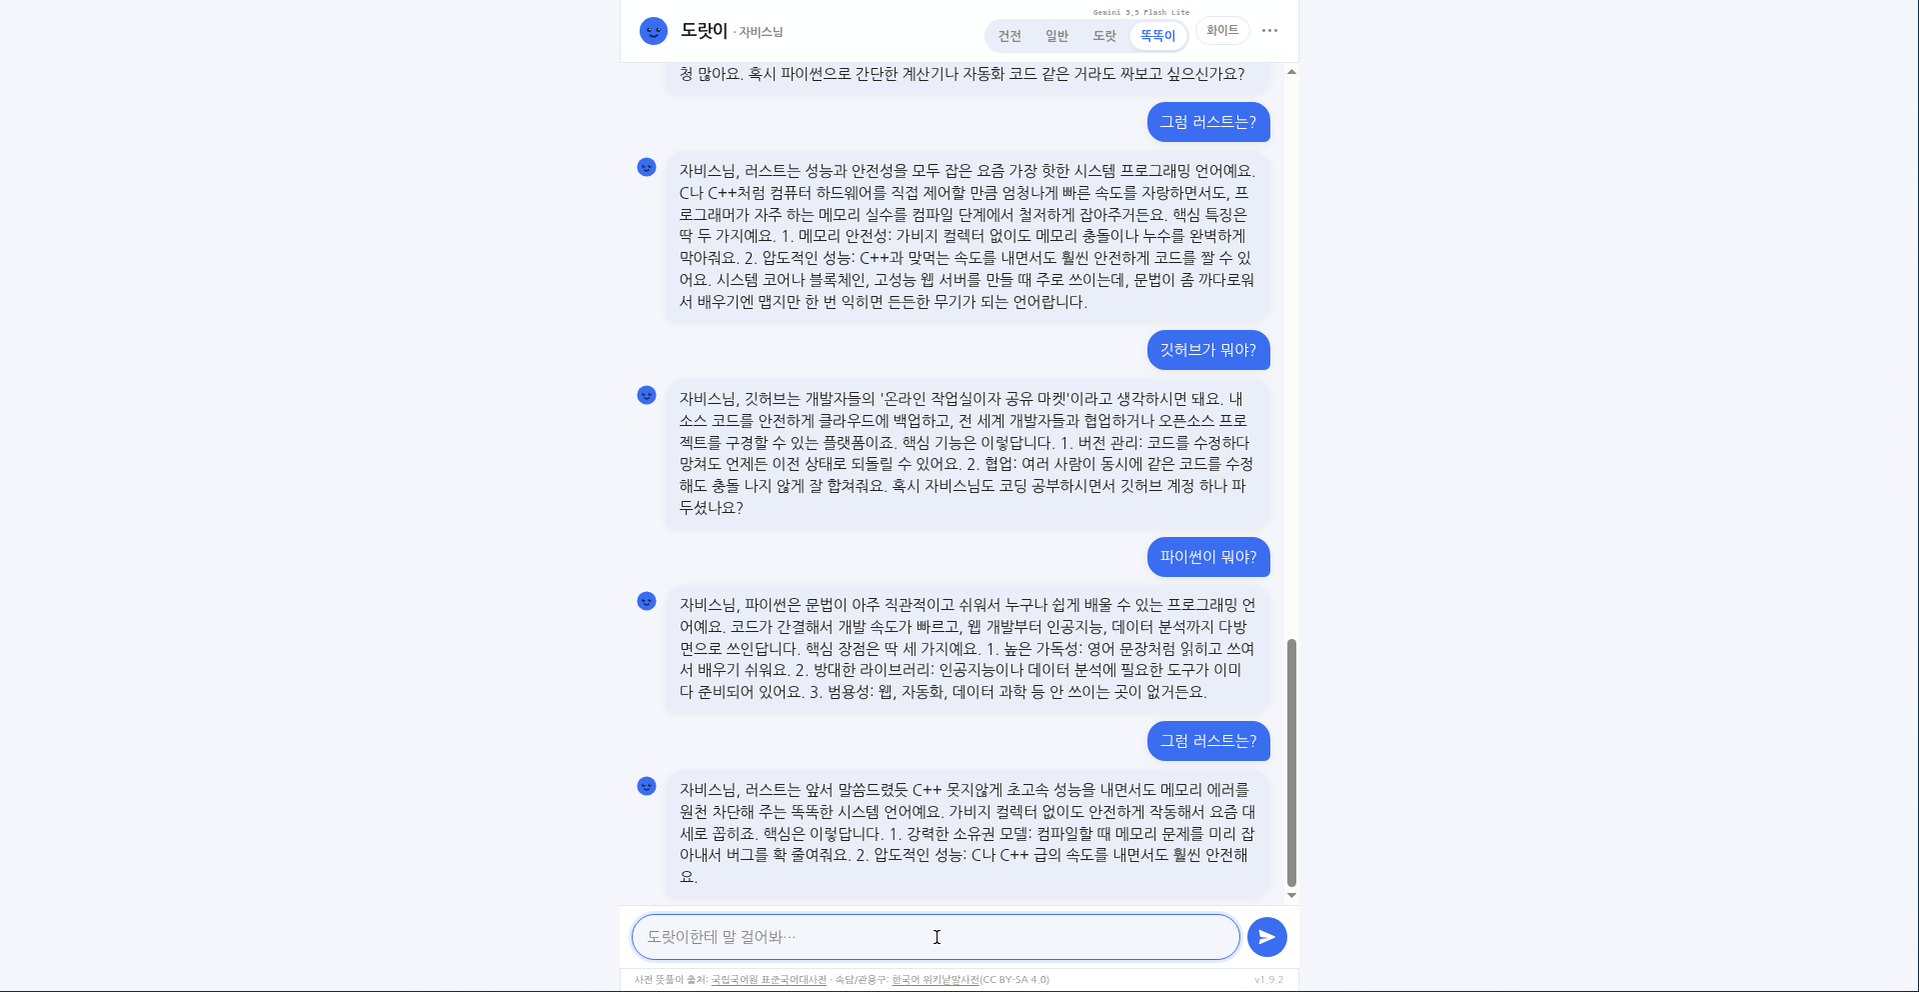 Gemini 3.5 Flash Lite
도랏이 · 자비스님
건전 일반 도랏 똑똑이 화이트 ···
청 많아요. 혹시 파이썬으로 간단한 계산기나 자동화 코드 같은 거라도 짜보고 싶으신가요?
그럼 러스트는?
자비스님, 러스트는 성능과 안전성을 모두 잡은 요즘 가장 핫한 시스템 프로그래밍 언어예요.
C나 C++처럼 컴퓨터 하드웨어를 직접 제어할 만큼 엄청나게 빠른 속도를 자랑하면서도, 프
로그래머가 자주 하는 메모리 실수를 컴파일 단계에서 철저하게 잡아주거든요. 핵심 특징은
딱 두 가지예요. 1. 메모리 안전성: 가비지 컬렉터 없이도 메모리 충돌이나 누수를 완벽하게
막아줘요. 2. 압도적인 성능: C++과 맞먹는 속도를 내면서도 훨씬 안전하게 코드를 짤 수 있
어요. 시스템 코어나 블록체인, 고성능 웹 서버를 만들 때 주로 쓰이는데, 문법이 좀 까다로워
서 배우기엔 맵지만 한 번 익히면 든든한 무기가 되는 언어랍니다.
깃허브가 뭐야?
자비스님, 깃허브는 개발자들의 '온라인 작업실이자 공유 마켓'이라고 생각하시면 돼요. 내
소스 코드를 안전하게 클라우드에 백업하고, 전 세계 개발자들과 협업하거나 오픈소스 프로
젝트를 구경할 수 있는 플랫폼이죠. 핵심 기능은 이렇답니다. 1. 버전 관리: 코드를 수정하다
망쳐도 언제든 이전 상태로 되돌릴 수 있어요. 2. 협업: 여러 사람이 동시에 같은 코드를 수정
해도 충돌 나지 않게 잘 합쳐줘요. 혹시 자비스님도 코딩 공부하시면서 깃허브 계정 하나 파
두셨나요?
파이썬이 뭐야?
자비스님, 파이썬은 문법이 아주 직관적이고 쉬워서 누구나 쉽게 배울 수 있는 프로그래밍 언
어예요. 코드가 간결해서 개발 속도가 빠르고, 웹 개발부터 인공지능, 데이터 분석까지 다방
면으로 쓰인답니다. 핵심 장점은 딱 세 가지예요. 1. 높은 가독성: 영어 문장처럼 읽히고 쓰여
서 배우기 쉬워요. 2. 방대한 라이브러리: 인공지능이나 데이터 분석에 필요한 도구가 이미
다 준비되어 있어요. 3. 범용성: 웹, 자동화, 데이터 과학 등 안 쓰이는 곳이 없거든요.
그럼 러스트는?
자비스님, 러스트는 앞서 말씀드렸듯 C++ 못지않게 초고속 성능을 내면서도 메모리 에러를
원천 차단해 주는 똑똑한 시스템 언어예요. 가비지 컬렉터 없이도 안전하게 작동해서 요즘 대
세로 꼽히죠. 핵심은 이렇답니다. 1. 강력한 소유권 모델: 컴파일할 때 메모리 문제를 미리 잡
아내서 버그를 확 줄여줘요. 2. 압도적인 성능: C나 C++ 급의 속도를 내면서도 훨씬 안전해
요.
도랏이한테 말 걸어봐…
사전 뜻풀이 출처: 국립국어원 표준국어대사전 · 속담/관용구: 한국어 위키낱말사전(CC BY-SA 4.0)
v1.9.2